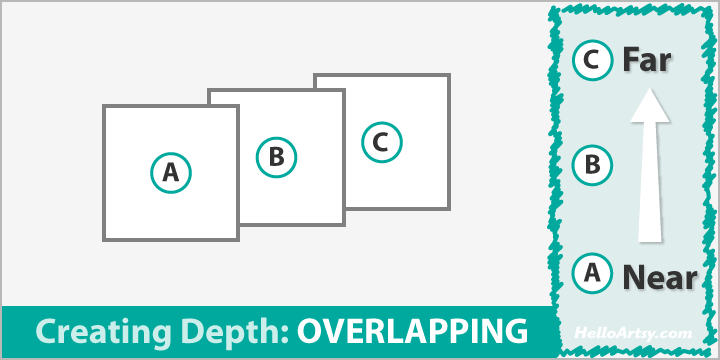 A
B
C
C Far
B
A Near
HelloArtsy.com
Creating Depth: OVERLAPPING